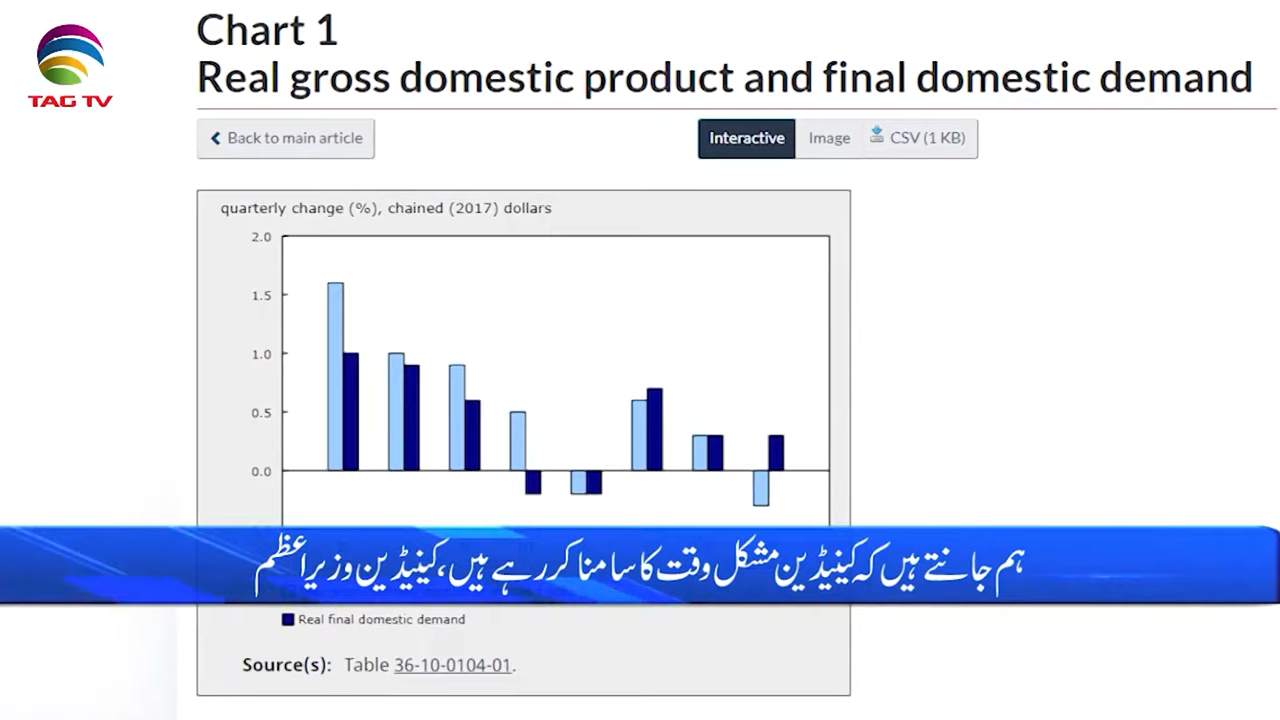 TAG TV
Chart 1
Real gross domestic product and final domestic demand
Back to main article
Interactive
Image
CSV (1 KB)
quarterly change (%), chained (2017) dollars
2.0
1.5
1.0
0.5
0.0
ہم جانتے ہیں کہ کینیڈین مشکل وقت کا سامنا کر رہے ہیں، کینیڈین وزیراعظم
Real final domestic demand
Source(s): Table 36-10-0104-01.